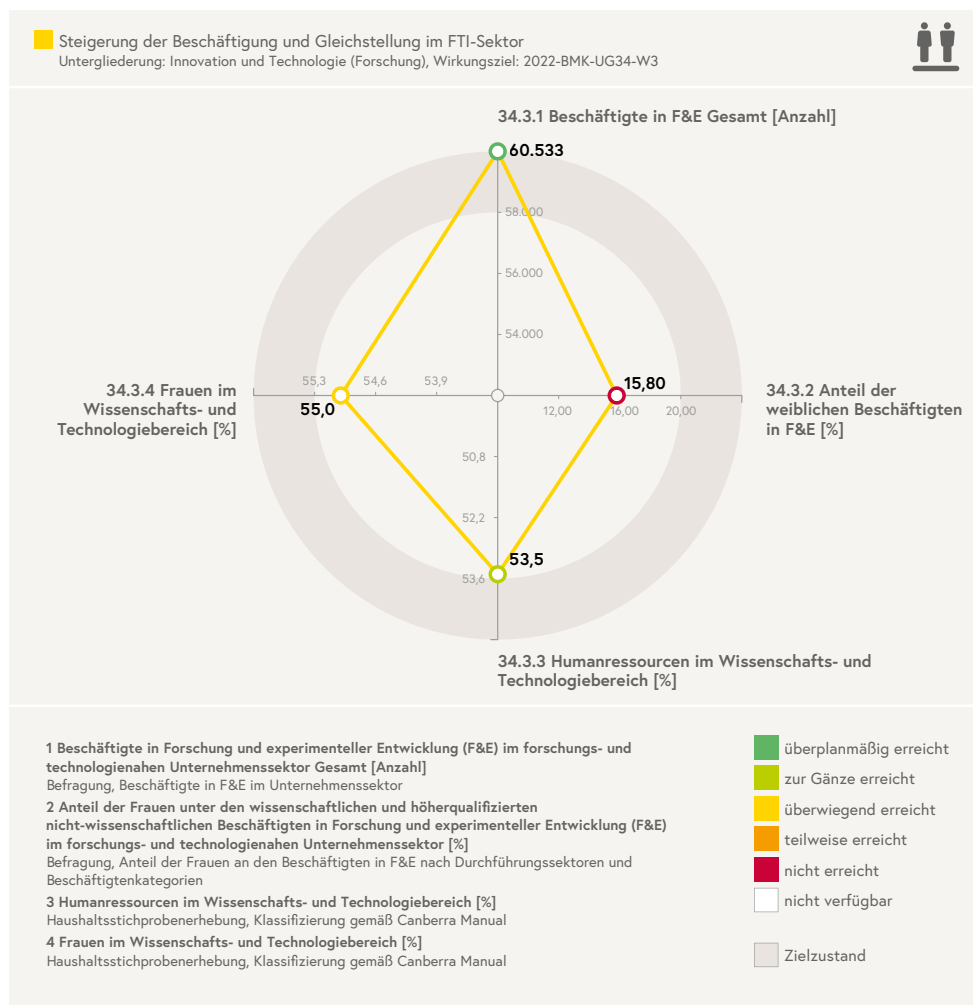 Steigerung der Beschäftigung und Gleichstellung im FTI-Sektor
Untergliederung: Innovation und Technologie (Forschung), Wirkungsziel: 2022-BMK-UG34-W3
34.3.1 Beschäftigte in F&E Gesamt [Anzahl]
60.533
58.000
56.000
54.000
34.3.4 Frauen im
Wissenschafts- und
Technologiebereich [%]
55,3
54,6
53,9
55,0
15,80
12,00
16,00
20,00
34.3.2 Anteil der
weiblichen Beschäftigten
in F&E [%]
50,8
52,2
53,5
53,6
34.3.3 Humanressourcen im Wissenschafts- und
Technologiebereich [%]
1 Beschäftigte in Forschung und experimenteller Entwicklung (F&E) im forschungs- und
technologienahen Unternehmenssektor Gesamt [Anzahl]
Befragung, Beschäftigte in F&E im Unternehmenssektor
2 Anteil der Frauen unter den wissenschaftlichen und höherqualifizierten
nicht-wissenschaftlichen Beschäftigten in Forschung und experimenteller Entwicklung (F&E)
im forschungs- und technologienahen Unternehmenssektor [%]
Befragung, Anteil der Frauen an den Beschäftigten in F&E nach Durchführungssektoren und
Beschäftigtenkategorien
3 Humanressourcen im Wissenschafts- und Technologiebereich [%]
Haushaltsstichprobenerhebung, Klassifizierung gemäß Canberra Manual
4 Frauen im Wissenschafts- und Technologiebereich [%]
Haushaltsstichprobenerhebung, Klassifizierung gemäß Canberra Manual
überplanmäßig erreicht
zur Gänze erreicht
überwiegend erreicht
teilweise erreicht
nicht erreicht
nicht verfügbar
Zielzustand